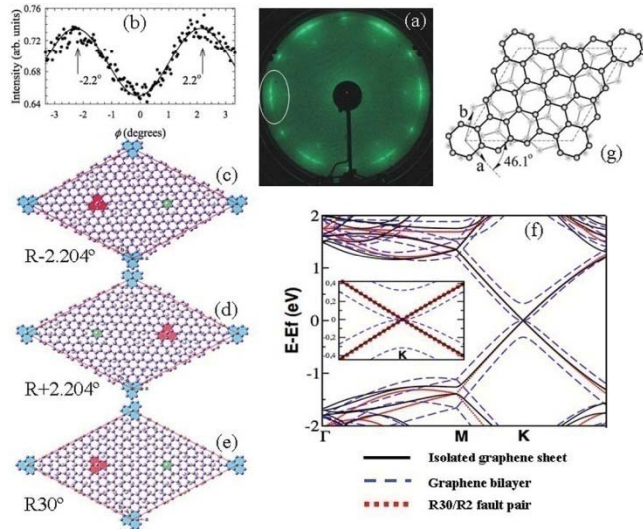 (b)
Intensity (arb. units)
0.76
0.72
0.68
0.64
-2.2°
2.2°
-3 -2 -1 0 1 2 3
ϕ (degrees)
(a)
b
a
46.1°
(g)
(c)
R-2.204°
(d)
R+2.204°
(e)
R30°
(f)
E-Ef (eV)
2
1
0
-1
-2
0,4
0,2
0
-0,2
-0,4
K
Γ M K
Isolated graphene sheet
Graphene bilayer
R30/R2 fault pair